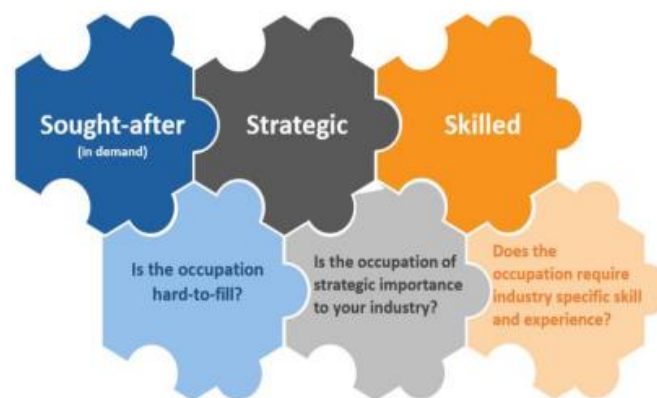 Sought-after
(in demand)
Strategic
Skilled
Is the occupation
hard-to-fill?
Is the occupation of
strategic importance
to your industry?
Does the
occupation require
industry specific skill
and experience?